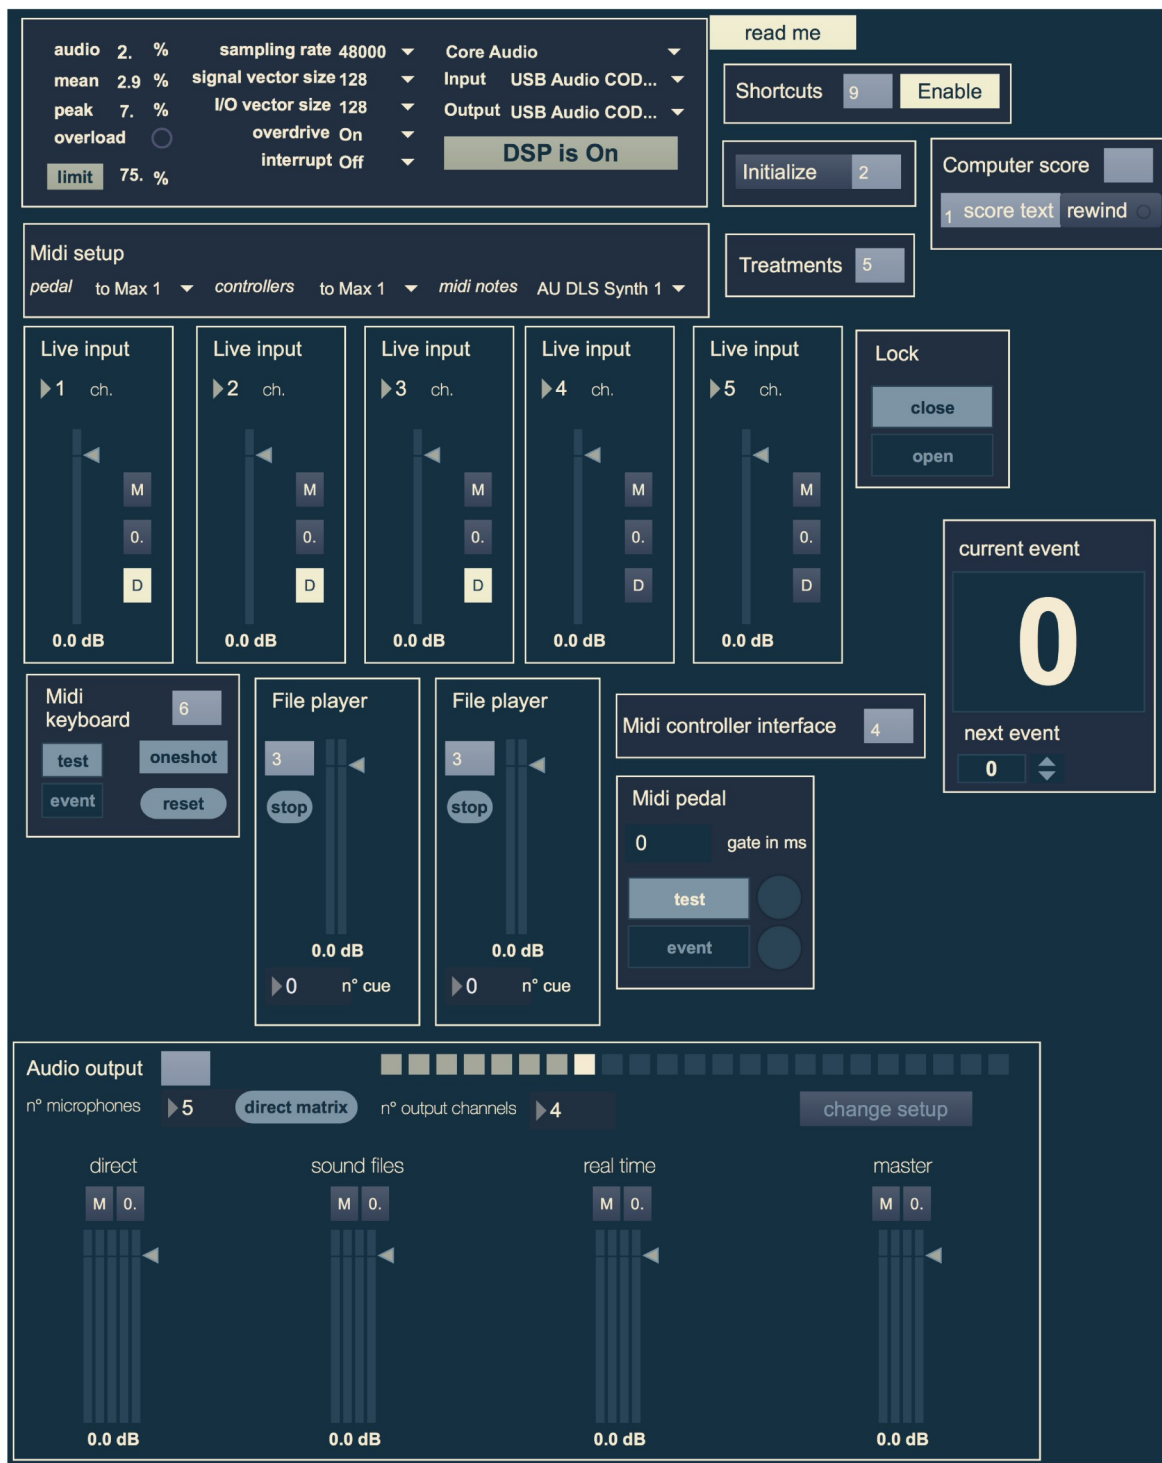 audio 2. %
mean 2.9 %
peak 7. %
overload
limit 75. %
sampling rate 48000
signal vector size 128
I/O vector size 128
overdrive On
interrupt Off
Core Audio
Input USB Audio COD...
Output USB Audio COD...
DSP is On
read me
Shortcuts 9 Enable
Initialize 2
Computer score
1 score text rewind
Treatments 5
Midi setup
pedal to Max 1 controllers to Max 1 midi notes AU DLS Synth 1
Live input
1 ch.
M
0.
D
0.0 dB
Live input
2 ch.
M
0.
D
0.0 dB
Live input
3 ch.
M
0.
D
0.0 dB
Live input
4 ch.
M
0.
D
0.0 dB
Live input
5 ch.
M
0.
D
0.0 dB
Lock
close
open
current event
0
next event
0
Midi
keyboard 6
test oneshot
event reset
File player
3
stop
0.0 dB
0 n° cue
File player
3
stop
0.0 dB
0 n° cue
Midi controller interface 4
Midi pedal
0 gate in ms
test
event
Audio output
n° microphones 5 direct matrix n° output channels 4 change setup
direct
M 0.
0.0 dB
sound files
M 0.
0.0 dB
real time
M 0.
0.0 dB
master
M 0.
0.0 dB